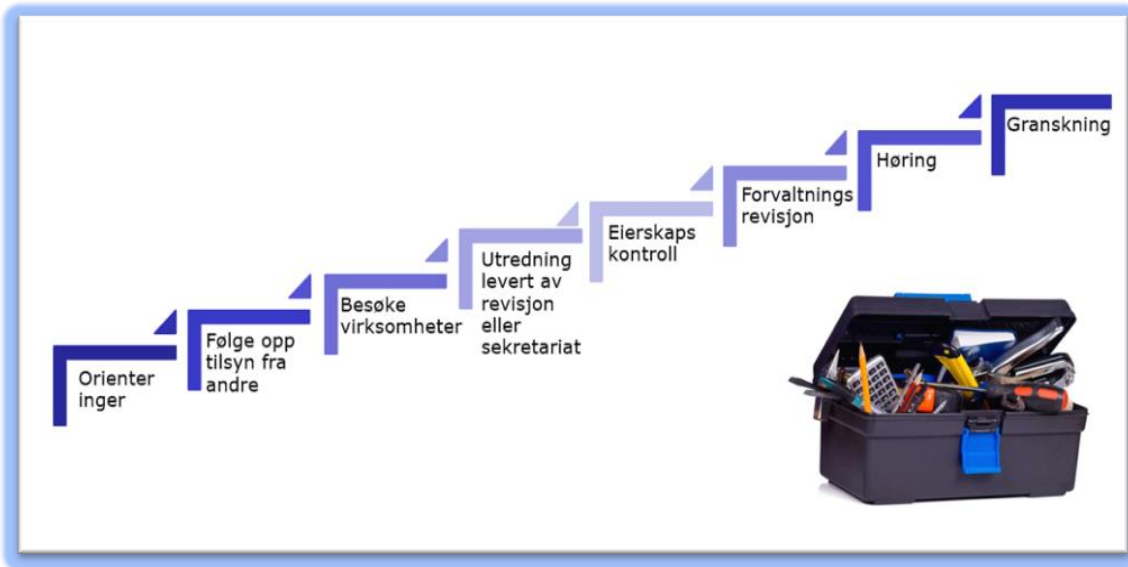 Orienter
inger
Følge opp
tilsyn fra
andre
Besøke
virksomheter
Utredning
levert av
revisjon
eller
sekretariat
Eierskaps
kontroll
Forvaltnings
revisjon
Høring
Granskning